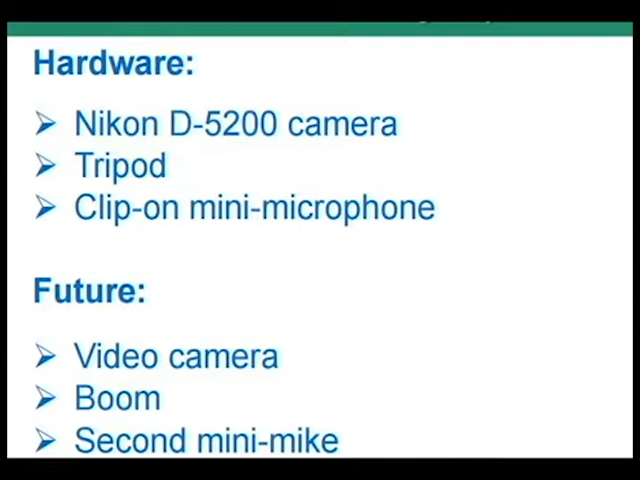 Hardware:
➢ Nikon D-5200 camera
➢ Tripod
➢ Clip-on mini-microphone
Future:
➢ Video camera
➢ Boom
➢ Second mini-mike